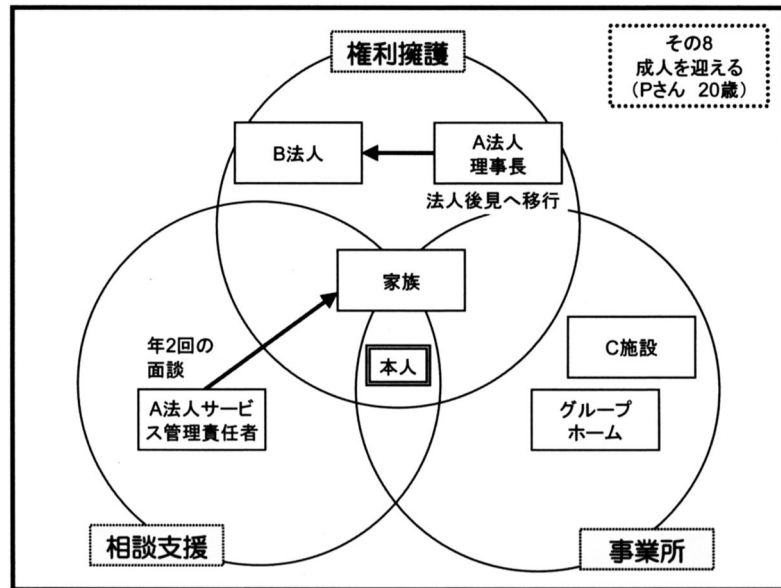 その8
成人を迎える
（Pさん 20歳）
権利擁護
B法人
A法人
理事長
法人後見へ移行
家族
年2回の
面談
本人
C施設
A法人サービ
ス管理責任者
グループ
ホーム
相談支援
事業所